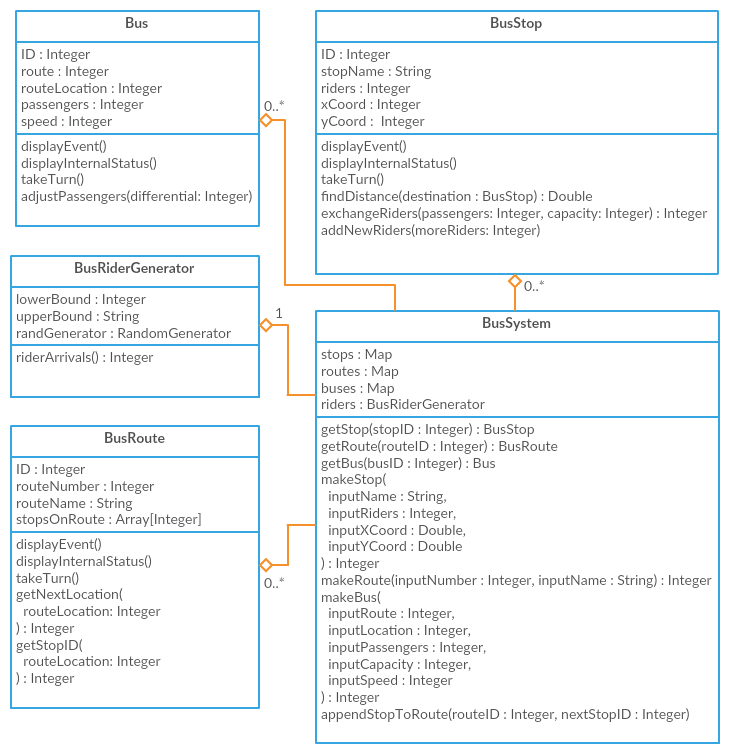 Bus
ID : Integer
route : Integer
routeLocation : Integer
passengers : Integer
speed : Integer
displayEvent()
displayInternalStatus()
takeTurn()
adjustPassengers(differential: Integer)
0..*
BusStop
ID : Integer
stopName : String
riders : Integer
xCoord : Integer
yCoord :  Integer
displayEvent()
displayInternalStatus()
takeTurn()
findDistance(destination : BusStop) : Double
exchangeRiders(passengers: Integer, capacity: Integer) : Integer
addNewRiders(moreRiders: Integer)
0..*
BusRiderGenerator
lowerBound : Integer
upperBound : String
randGenerator : RandomGenerator
riderArrivals() : Integer
1
BusRoute
ID : Integer
routeNumber : Integer
routeName : String
stopsOnRoute : Array[Integer]
displayEvent()
displayInternalStatus()
takeTurn()
getNextLocation(
routeLocation: Integer
) : Integer
getStopID(
routeLocation: Integer
) : Integer
0..*
BusSystem
stops : Map
routes : Map
buses : Map
riders : BusRiderGenerator
getStop(stopID : Integer) : BusStop
getRoute(routeID : Integer) : BusRoute
getBus(busID : Integer) : Bus
makeStop(
inputName : String,
inputRiders : Integer,
inputXCoord : Double,
inputYCoord : Double
) : Integer
makeRoute(inputNumber : Integer, inputName : String) : Integer
makeBus(
inputRoute : Integer,
inputLocation : Integer,
inputPassengers : Integer,
inputCapacity : Integer,
inputSpeed : Integer
) : Integer
appendStopToRoute(routeID : Integer, nextStopID : Integer)